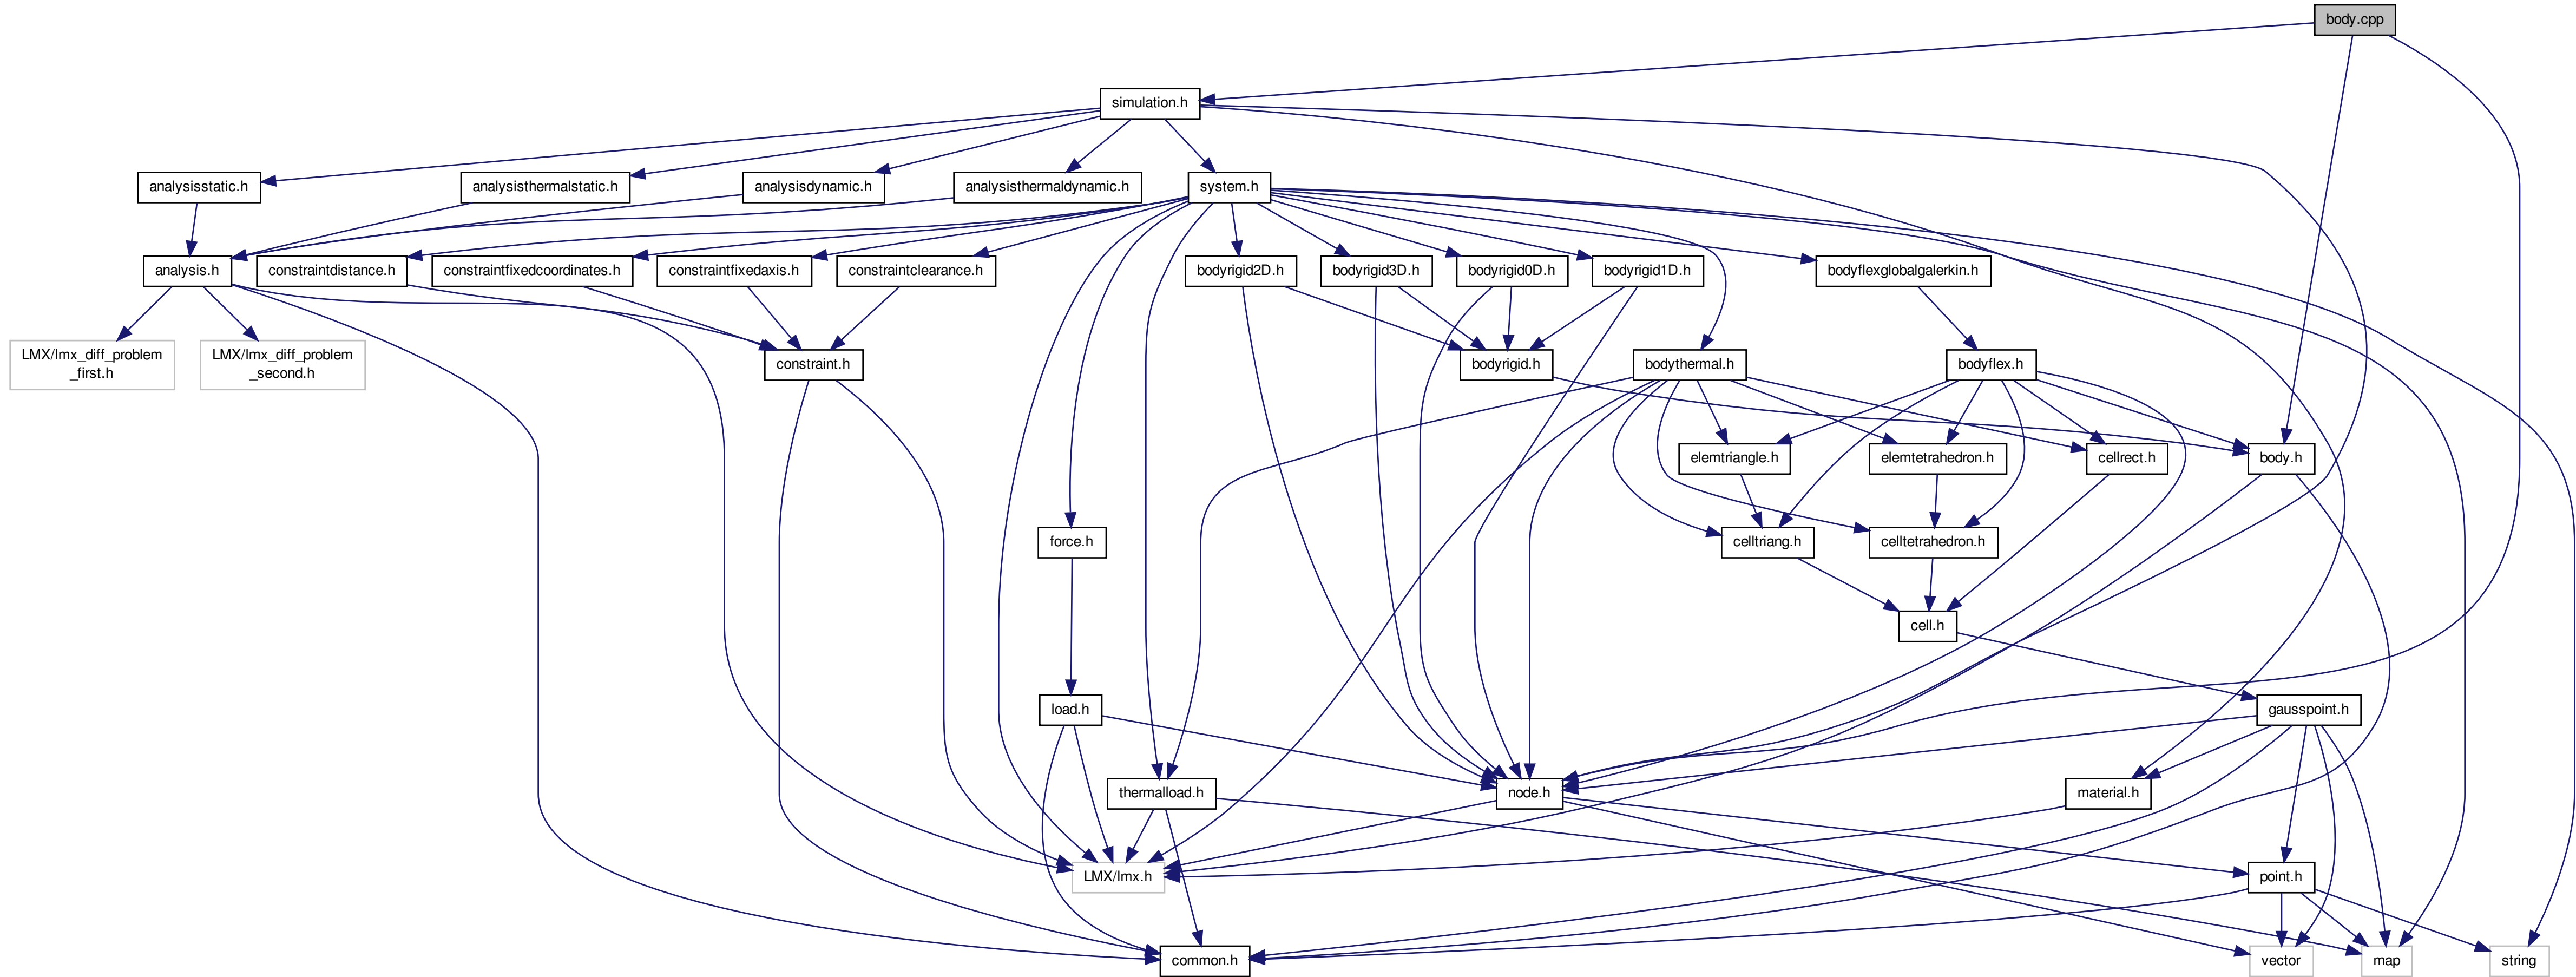 body.cpp
simulation.h
analysisstatic.h
analysisthermalstatic.h
analysisdynamic.h
analysisthermaldynamic.h
system.h
analysis.h
constraintdistance.h
constraintfixedcoordinates.h
constraintfixedaxis.h
constraintclearance.h
bodyrigid2D.h
bodyrigid3D.h
bodyrigid0D.h
bodyrigid1D.h
bodyflexglobalgalerkin.h
LMX/lmx_diff_problem
_first.h
LMX/lmx_diff_problem
_second.h
constraint.h
bodyrigid.h
bodythermal.h
bodyflex.h
elemtriangle.h
elemtetrahedron.h
cellrect.h
body.h
force.h
celltriang.h
celltetrahedron.h
cell.h
load.h
gausspoint.h
thermalload.h
node.h
material.h
LMX/lmx.h
point.h
common.h
vector
map
string